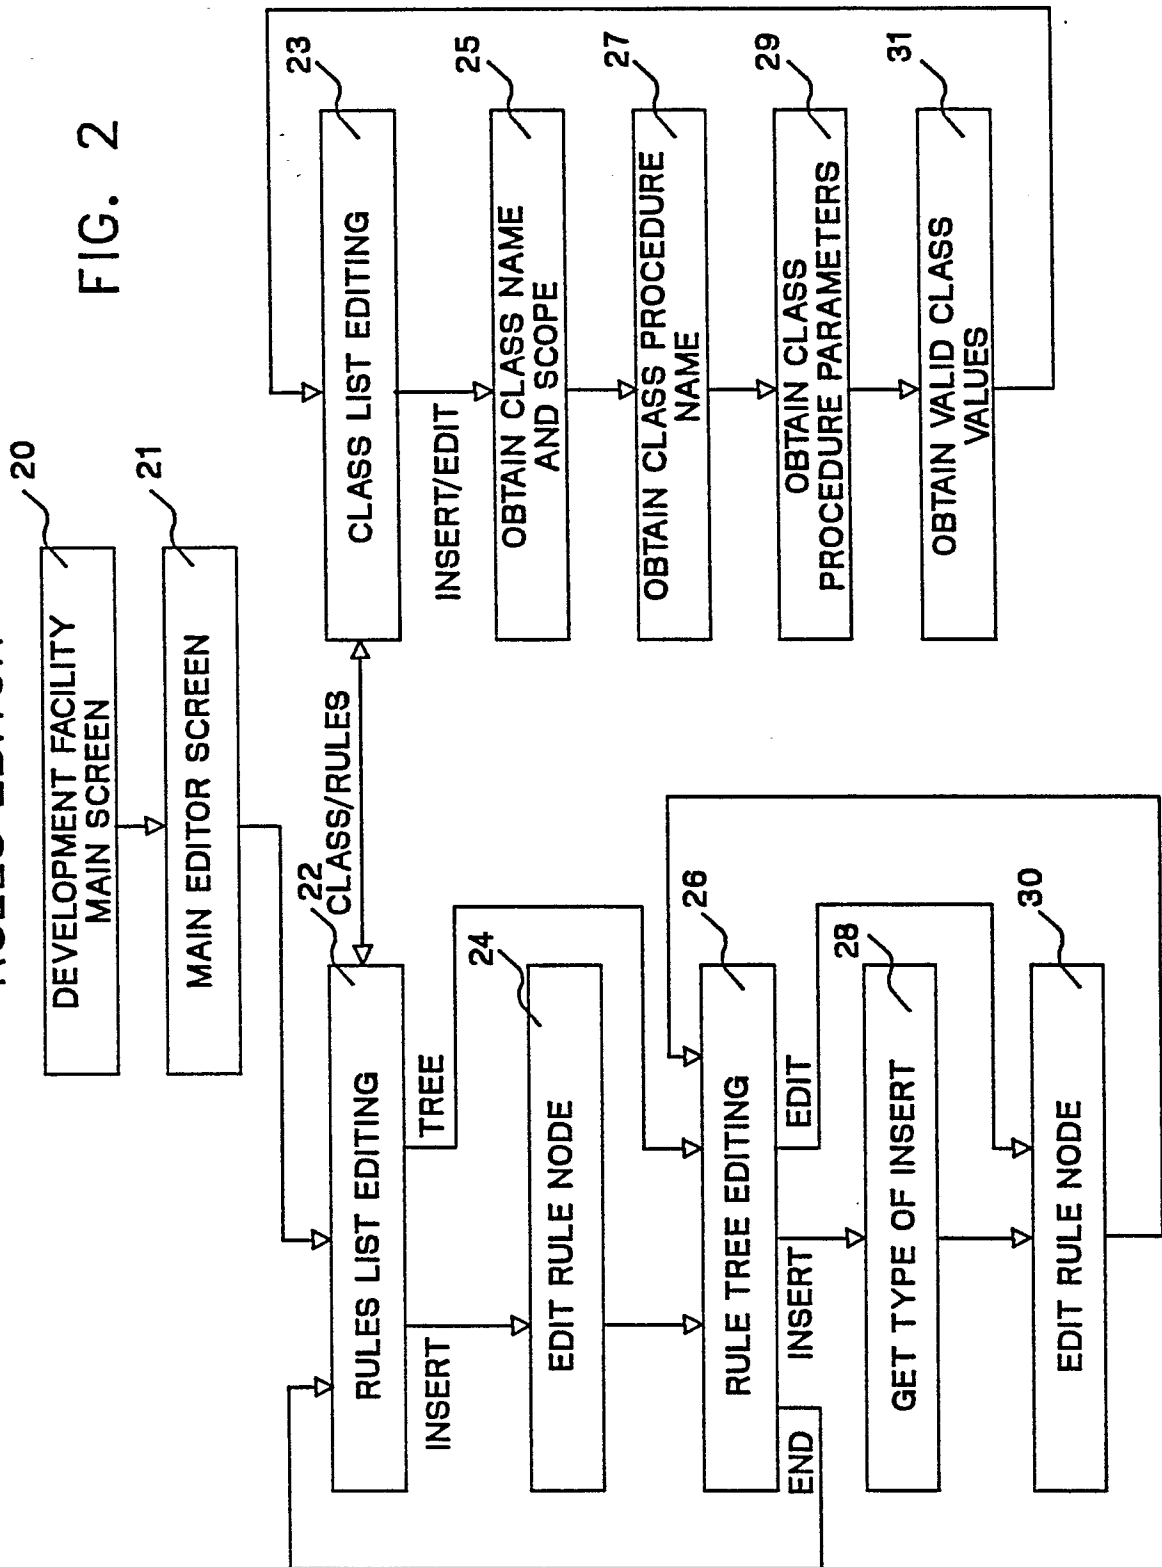 FIG. 2
20
DEVELOPMENT FACILITY
MAIN SCREEN
21
MAIN EDITOR SCREEN
22
RULES LIST EDITING
CLASS/RULES
23
CLASS LIST EDITING
INSERT
TREE
INSERT/EDIT
24
EDIT RULE NODE
25
OBTAIN CLASS NAME
AND SCOPE
26
RULE TREE EDITING
27
OBTAIN CLASS PROCEDURE
NAME
END
INSERT
EDIT
28
GET TYPE OF INSERT
29
OBTAIN CLASS
PROCEDURE PARAMETERS
30
EDIT RULE NODE
31
OBTAIN VALID CLASS
VALUES